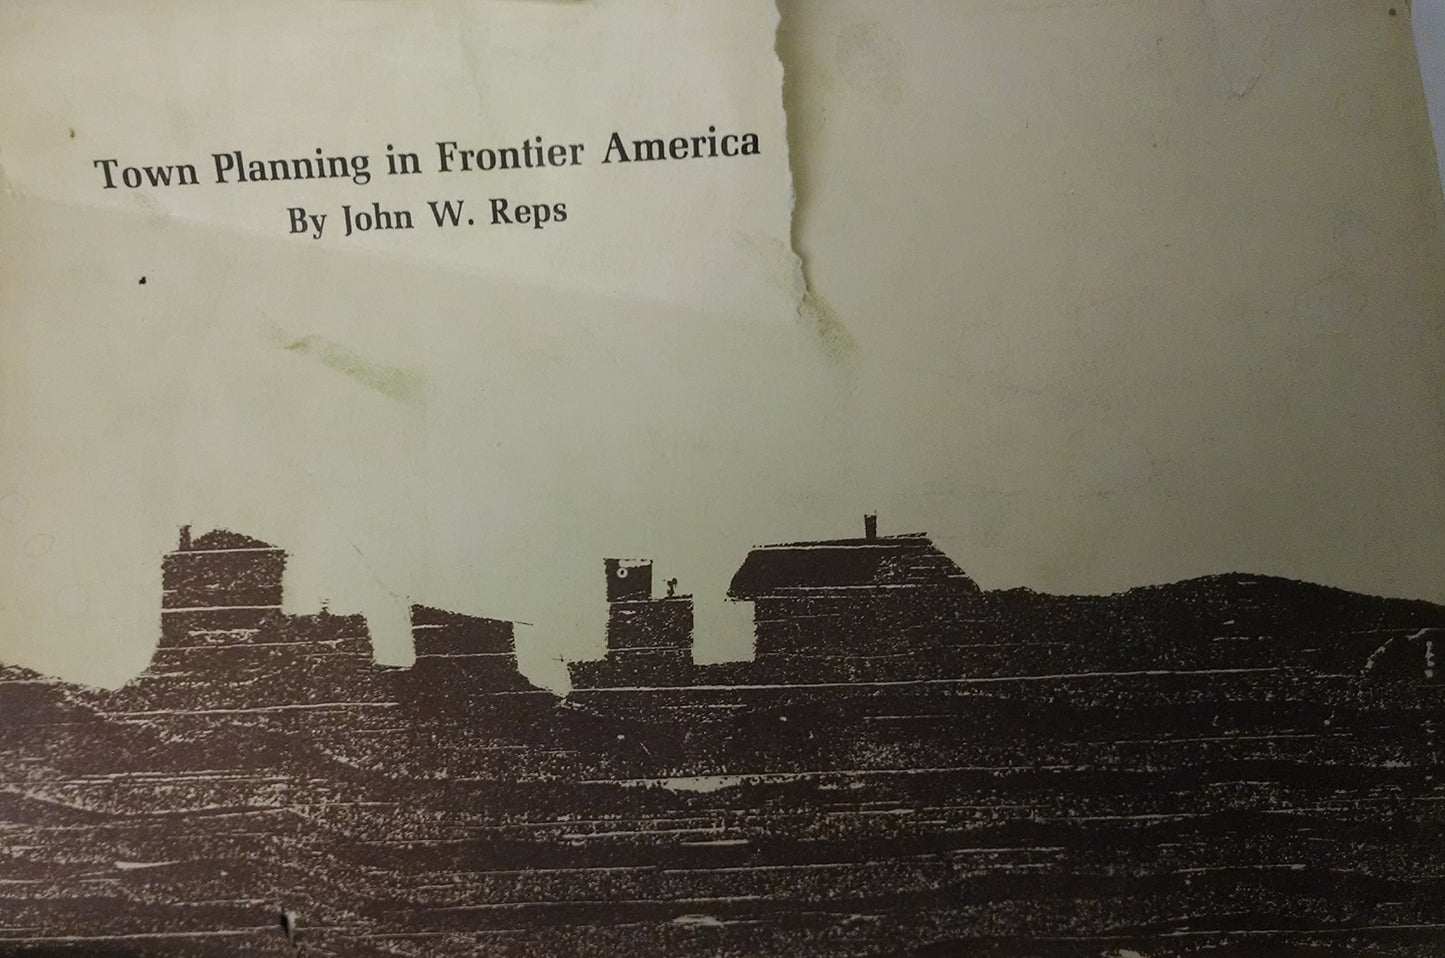 Town Planning in Frontier America
By John W. Reps